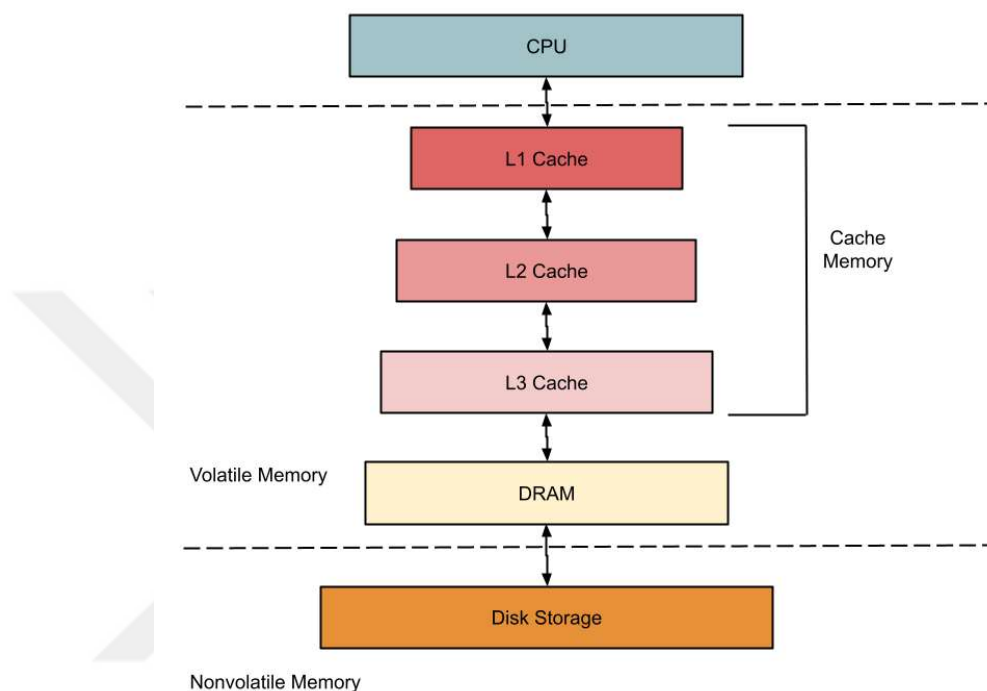 CPU
L1 Cache
L2 Cache
Cache
Memory
L3 Cache
Volatile Memory
DRAM
Disk Storage
Nonvolatile Memory